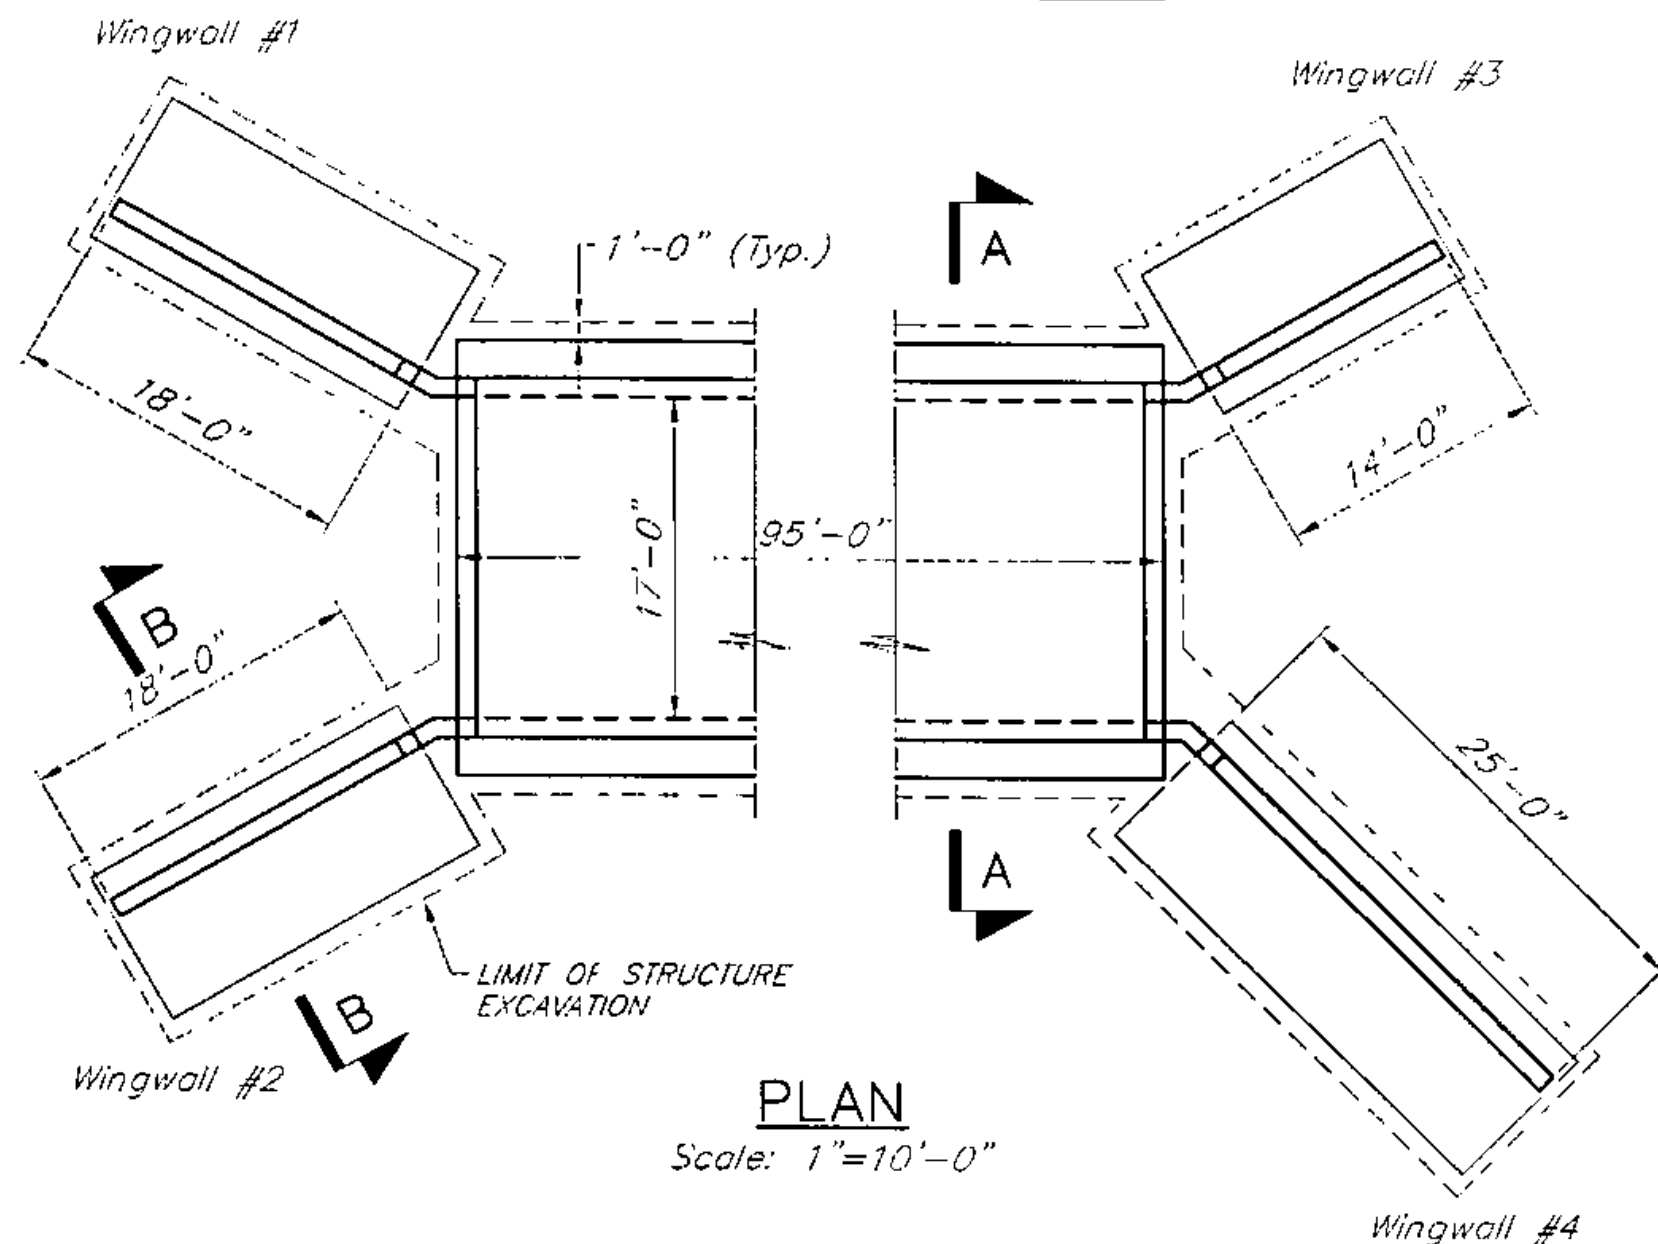 Wingwall #1
Wingwall #3
1'-0" (Typ.)
A
18'-0"
14'-0"
17'-0"
95'-0"
B
18'-0"
25'-0"
A
LIMIT OF STRUCTURE
EXCAVATION
B
Wingwall #2
PLAN
Scale: 1"=10'-0"
Wingwall #4